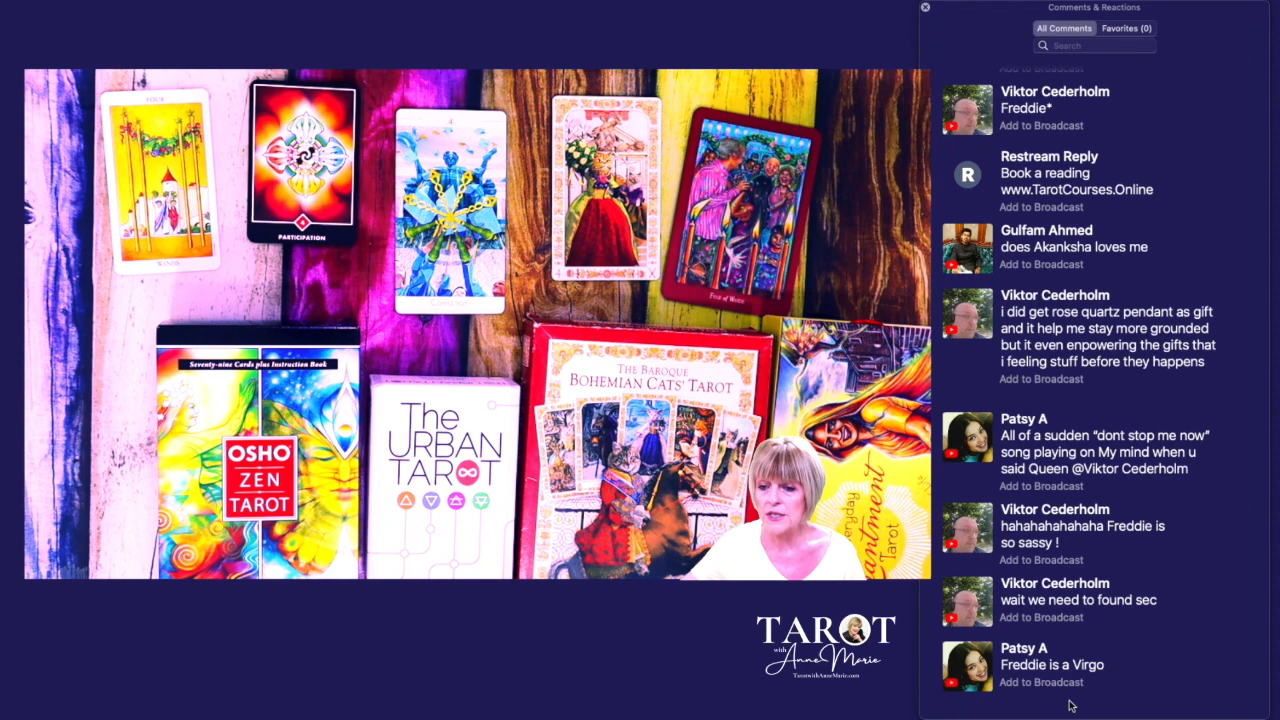 Comments & Reactions
All Comments
Favorites (0)
Search
Add to Broadcast
Viktor Cederholm
Freddie*
Add to Broadcast
Restream Reply
Book a reading
www.TarotCourses.Online
Add to Broadcast
Gulfam Ahmed
does Akanksha loves me
Add to Broadcast
Viktor Cederholm
i did get rose quartz pendant as gift
and it help me stay more grounded
but it even enpowering the gifts that
i feeling stuff before they happens
Add to Broadcast
Patsy A
All of a sudden “dont stop me now”
song playing on My mind when u
said Queen @Viktor Cederholm
Add to Broadcast
Viktor Cederholm
hahahahahahaha Freddie is
so sassy !
Add to Broadcast
Viktor Cederholm
wait we need to found sec
Add to Broadcast
Patsy A
Freddie is a Virgo
Add to Broadcast
R
FOUR
WANDS
4
PARTICIPATION
4
Four of Wands
Seventy-nine Cards plus Instruction Book
OSHO
ZEN
TAROT
The
URBAN
TAROT
THE BAROQUE
BOHEMIAN CATS' TAROT
Tarot
TAROT
with
AnneMarie
TarotwithAnneMarie.com